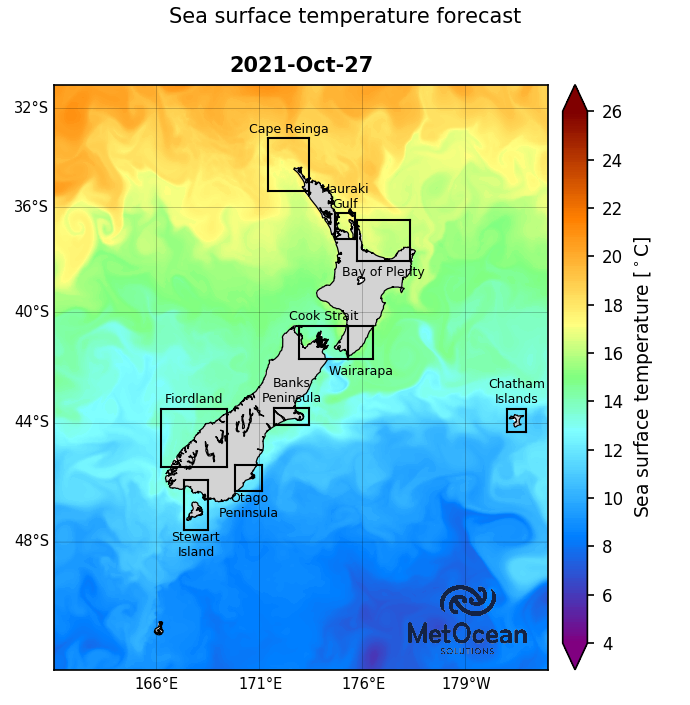 Sea surface temperature forecast
2021-Oct-27
32°S
36°S
40°S
44°S
48°S
Cape Reinga
Hauraki
Gulf
Bay of Plenty
Cook Strait
Wairarapa
Banks
Peninsula
Fiordland
Chatham
Islands
Otago
Peninsula
Stewart
Island
MetOcean
SOLUTIONS
166°E
171°E
176°E
179°W
26
24
22
20
18
16
14
12
10
8
6
4
Sea surface temperature [°C]